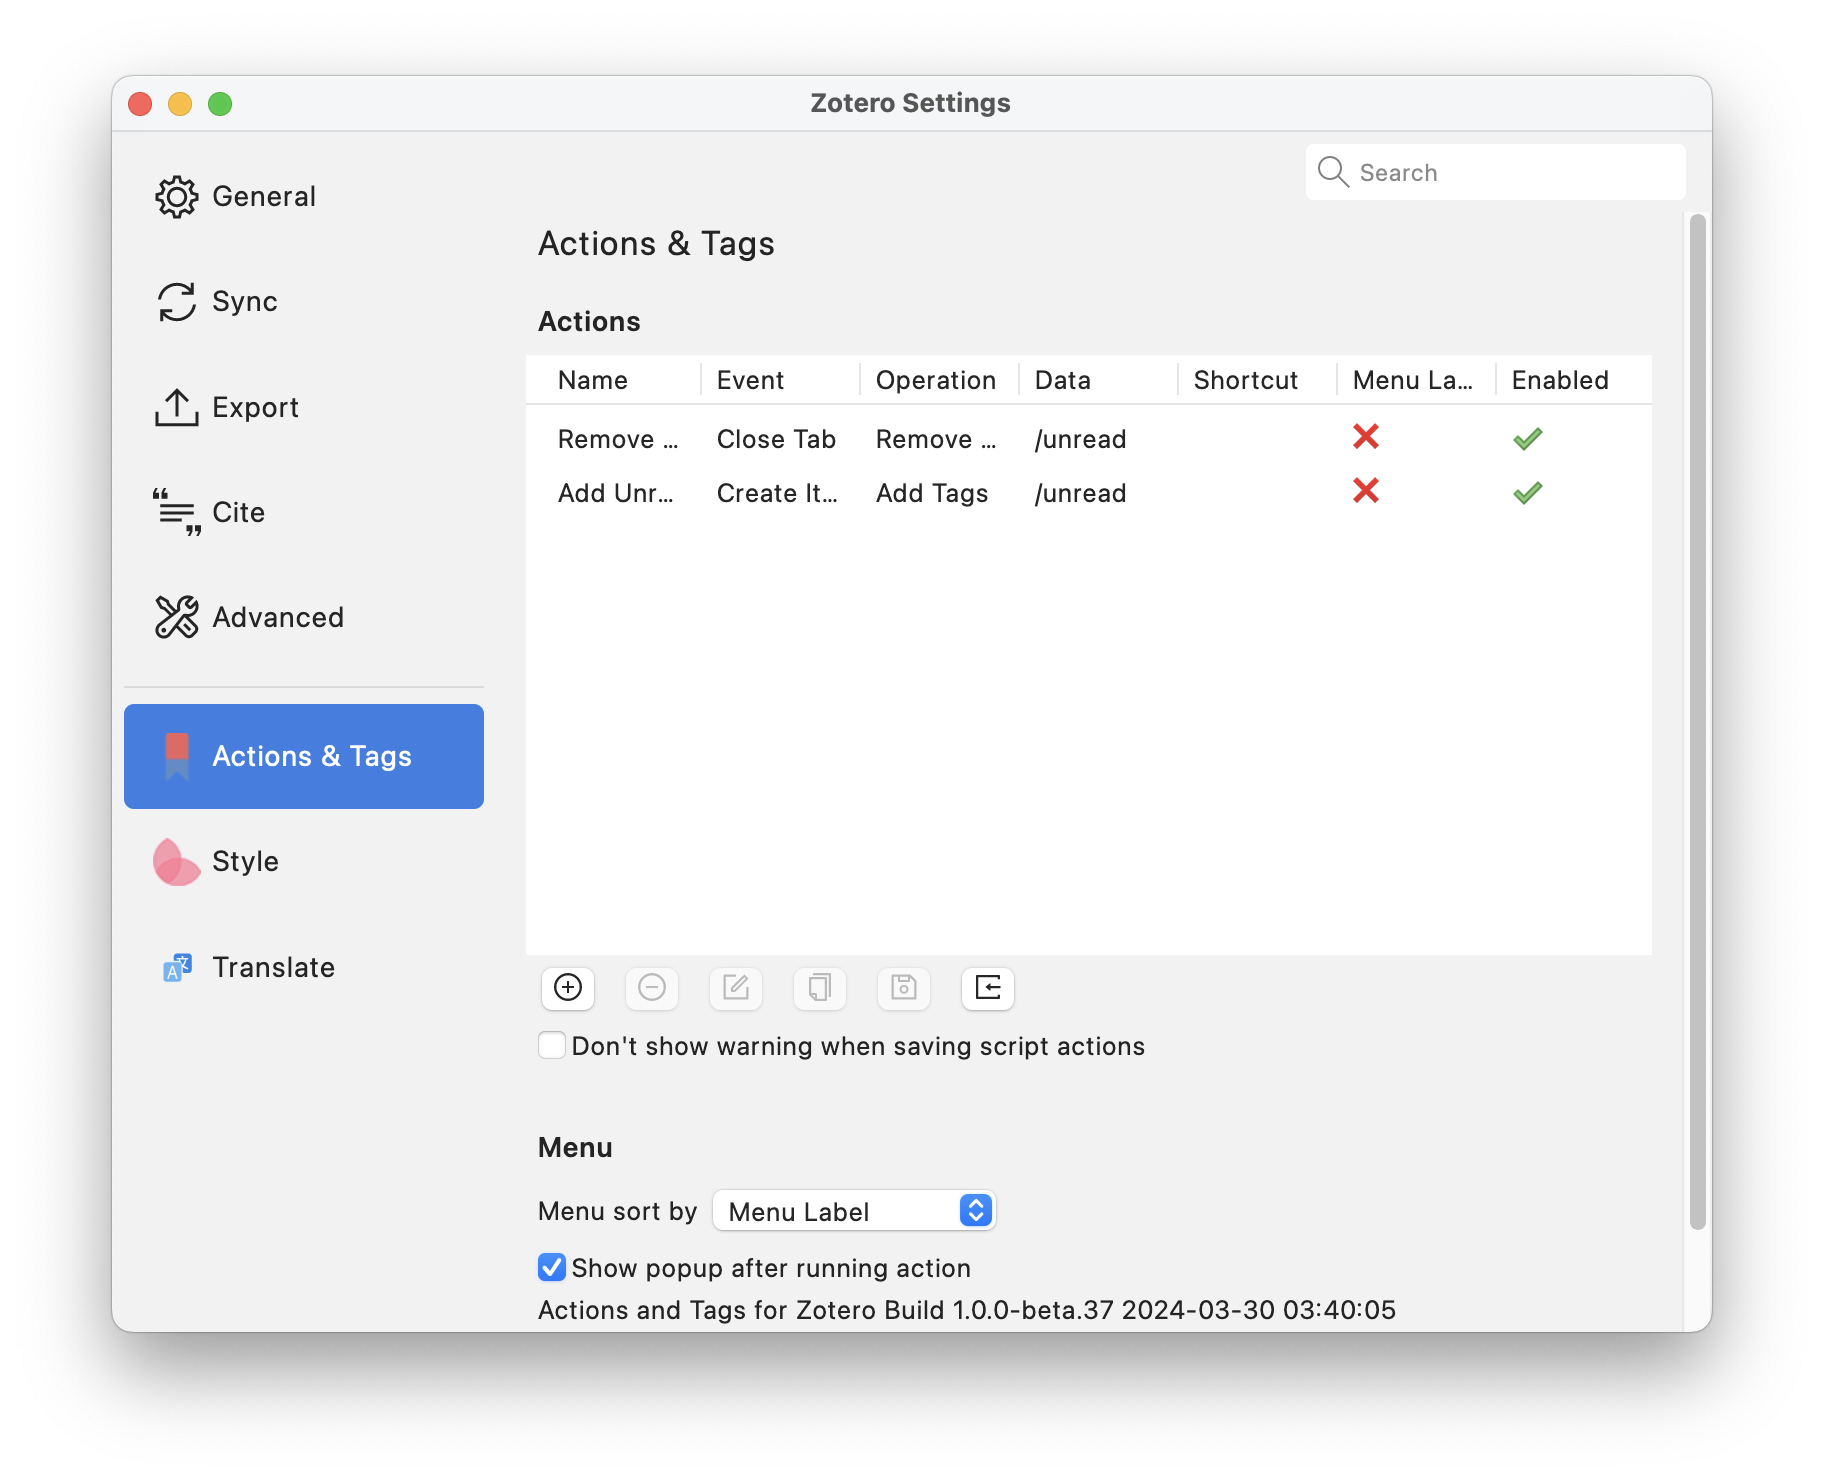 Zotero Settings
Search
General
Sync
Export
Cite
Advanced
Actions & Tags
Style
Translate
Actions & Tags
Actions
Name Event Operation Data Shortcut Menu La... Enabled
Remove ... Close Tab Remove ... /unread
Add Unr... Create It... Add Tags /unread
Don't show warning when saving script actions
Menu
Menu sort by Menu Label
Show popup after running action
Actions and Tags for Zotero Build 1.0.0-beta.37 2024-03-30 03:40:05